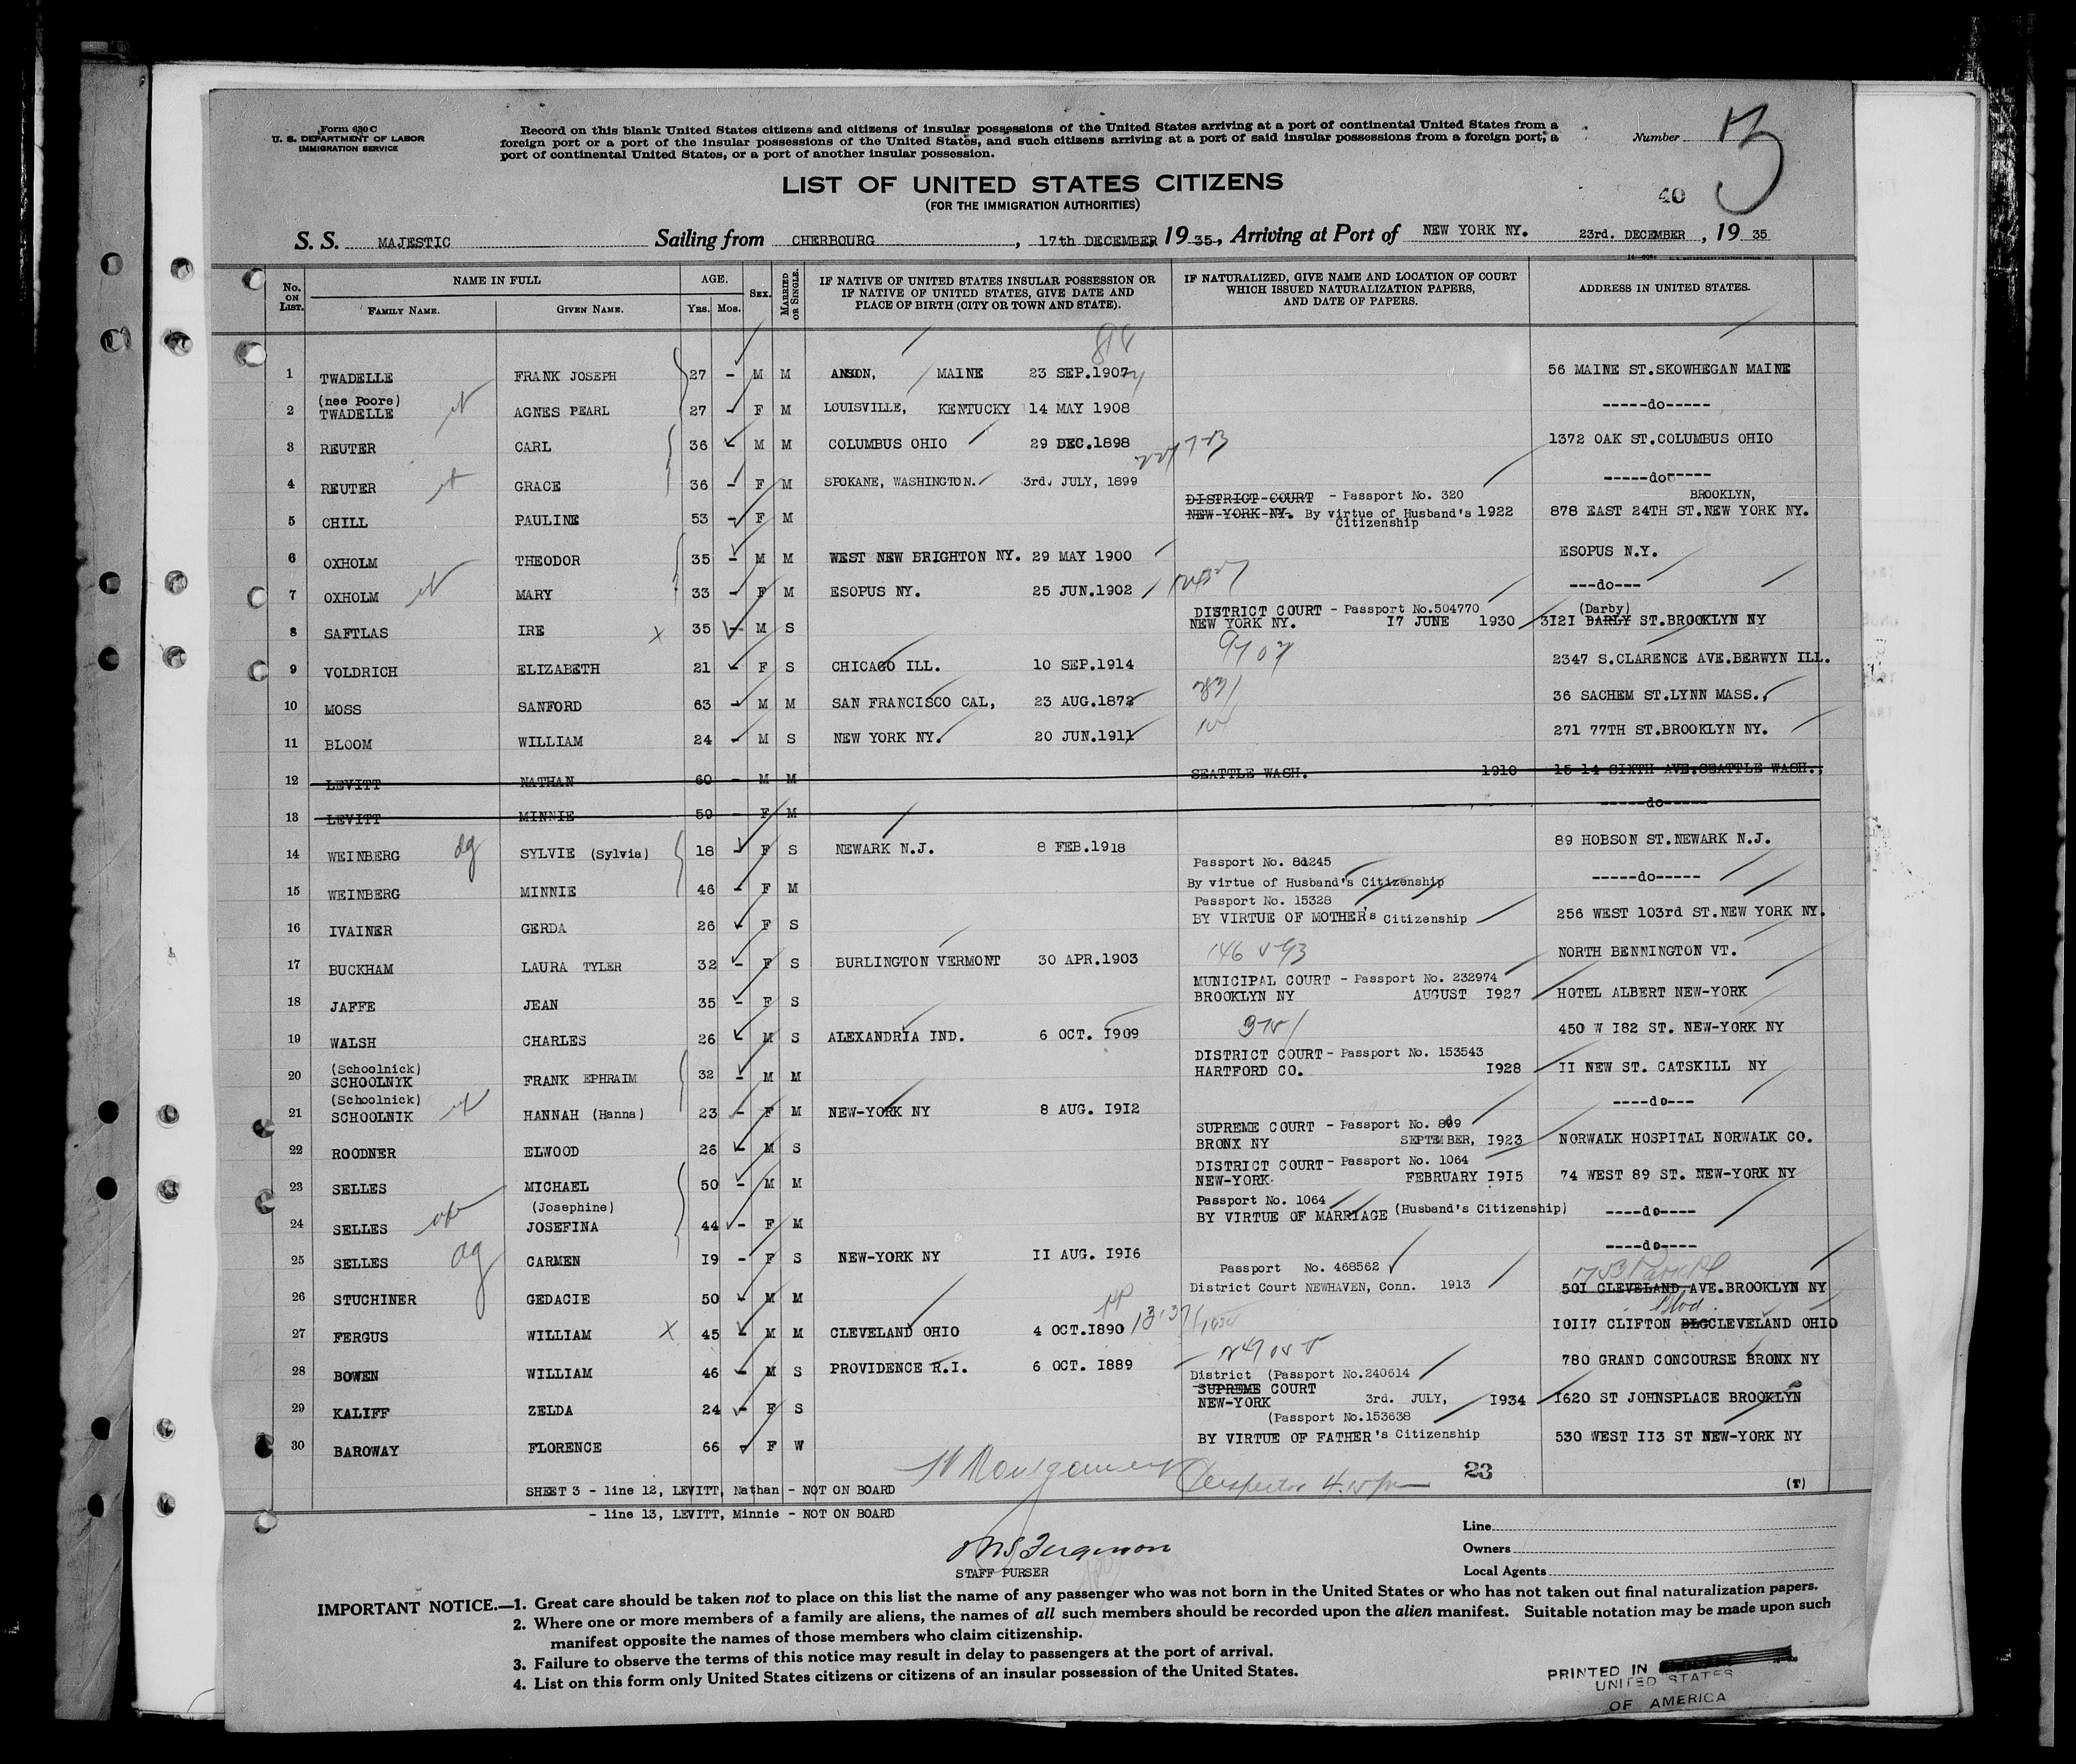 Form 630 C
U. S. DEPARTMENT OF LABOR
IMMIGRATION SERVICE
Record on this blank United States citizens and citizens of insular possessions of the United States arriving at a port of continental United States from a
foreign port or a port of the insular possessions of the United States, and such citizens arriving at a port of said insular possessions from a foreign port, a
port of continental United States, or a port of another insular possession.
Number 3
40
LIST OF UNITED STATES CITIZENS
(FOR THE IMMIGRATION AUTHORITIES)
S. S. MAJESTIC Sailing from CHERBOURG , 17th DECEMBER 19 35, Arriving at Port of NEW YORK NY. 23rd. DECEMBER , 19 35
No. ON LIST. NAME IN FULL FAMILY NAME. GIVEN NAME. AGE. YRS. MOS. SEX. MARRIED OR SINGLE. IF NATIVE OF UNITED STATES INSULAR POSSESSION OR IF NATIVE OF UNITED STATES, GIVE DATE AND PLACE OF BIRTH (CITY OR TOWN AND STATE). IF NATURALIZED, GIVE NAME AND LOCATION OF COURT WHICH ISSUED NATURALIZATION PAPERS, AND DATE OF PAPERS. ADDRESS IN UNITED STATES.
1 TWADELLE FRANK JOSEPH 27 - M M ANSON, MAINE 23 SEP.1907 56 MAINE ST.SKOWHEGAN MAINE
(nee Poore)
2 TWADELLE AGNES PEARL 27 - F M LOUISVILLE, KENTUCKY 14 MAY 1908 -----do-----
3 REUTER CARL 36 - M M COLUMBUS OHIO 29 DEC.1898 1372 OAK ST.COLUMBUS OHIO
4 REUTER GRACE 36 - F M SPOKANE, WASHINGTON. 3rd. JULY, 1899 -----do-----
DISTRICT-COURT - Passport No. 320 BROOKLYN,
5 CHILL PAULINE 53 - F M NEW-YORK-NY. By virtue of Husband's 1922 878 EAST 24TH ST.NEW YORK NY.
Citizenship
6 OXHOLM THEODOR 35 - M M WEST NEW BRIGHTON NY. 29 MAY 1900 ESOPUS N.Y.
7 OXHOLM MARY 33 - F M ESOPUS NY. 25 JUN.1902 ---do---
DISTRICT COURT - Passport No.504770 (Darby)
8 SAFTLAS IRE X 35 - M S NEW YORK NY. 17 JUNE 1930 3121 DARLY ST.BROOKLYN NY
9 VOLDRICH ELIZABETH 21 - F S CHICAGO ILL. 10 SEP.1914 2347 S.CLARENCE AVE.BERWYN ILL.
10 MOSS SANFORD 63 - M M SAN FRANCISCO CAL, 23 AUG.1872 36 SACHEM ST.LYNN MASS.,
11 BLOOM WILLIAM 24 - M S NEW YORK NY. 20 JUN.1911 271 77TH ST.BROOKLYN NY.
12 LEVITT NATHAN 60 - M M SEATTLE WASH. 1910 15 14 SIXTH AVE.SEATTLE WASH.,
13 LEVITT MINNIE 59 - F M -----do-----
14 WEINBERG dg SYLVIE (Sylvia) 18 - F S NEWARK N.J. 8 FEB.1918 89 HOBSON ST.NEWARK N.J.
Passport No. 81245
15 WEINBERG MINNIE 46 - F M By virtue of Husband's Citizenship -----do-----
Passport No. 15328
16 IVAINER GERDA 26 - F S BY VIRTUE OF MOTHER's Citizenship 256 WEST 103rd ST.NEW YORK NY.
17 BUCKHAM LAURA TYLER 32 - F S BURLINGTON VERMONT 30 APR.1903 NORTH BENNINGTON VT.
MUNICIPAL COURT - Passport No. 232974
18 JAFFE JEAN 35 - F S BROOKLYN NY AUGUST 1927 HOTEL ALBERT NEW-YORK
19 WALSH CHARLES 26 - M S ALEXANDRIA IND. 6 OCT. 1909 450 W 182 ST. NEW-YORK NY
(Schoolnick) DISTRICT COURT - Passport No. 153543
20 SCHOOLNYK FRANK EPHRAIM 32 - M M HARTFORD CO. 1928 11 NEW ST. CATSKILL NY
(Schoolnick)
21 SCHOOLNIK HANNAH (Hanna) 23 - F M NEW-YORK NY 8 AUG. 1912 ----do---
SUPREME COURT - Passport No. 809
22 ROODNER ELWOOD 26 - M S BRONX NY SEPTEMBER, 1923 NORWALK HOSPITAL NORWALK CO.
DISTRICT COURT - Passport No. 1064
23 SELLES MICHAEL 50 - M M NEW-YORK. FEBRUARY 1915 74 WEST 89 ST. NEW-YORK NY
(Josephine) Passport No. 1064
24 SELLES JOSEFINA 44 - F M BY VIRTUE OF MARRIAGE (Husband's Citizenship) ----do----
25 SELLES dg CARMEN 19 - F S NEW-YORK NY 11 AUG. 1916 ----do----
Passport No. 468562
26 STUCHINER GEDACIE 50 - M M District Court NEWHAVEN, Conn. 1913 501 CLEVELAND AVE.BROOKLYN NY
Blvd.
27 FERGUS WILLIAM X 45 - M M CLEVELAND OHIO 4 OCT.1890 10117 CLIFTON BLGCLEVELAND OHIO
28 BOWEN WILLIAM 46 - M S PROVIDENCE R.I. 6 OCT. 1889 780 GRAND CONCOURSE BRONX NY
District (Passport No.240614
SUPREME COURT
29 KALIFF ZELDA 24 - F S NEW-YORK 3rd. JULY, 1934 1620 ST JOHNSPLACE BROOKLYN
(Passport No.153638
30 BAROWAY FLORENCE 66 - F W BY VIRTUE OF FATHER's Citizenship 530 WEST 113 ST NEW-YORK NY
23
SHEET 3 - line 12, LEVITT, Nathan - NOT ON BOARD (T)
- line 13, LEVITT, Minnie - NOT ON BOARD
Line
Owners
Local Agents
STAFF PURSER
IMPORTANT NOTICE.—1. Great care should be taken not to place on this list the name of any passenger who was not born in the United States or who has not taken out final naturalization papers.
2. Where one or more members of a family are aliens, the names of all such members should be recorded upon the alien manifest. Suitable notation may be made upon such
manifest opposite the names of those members who claim citizenship.
3. Failure to observe the terms of this notice may result in delay to passengers at the port of arrival.
4. List on this form only United States citizens or citizens of an insular possession of the United States.
PRINTED IN
UNITED STATES
OF AMERICA